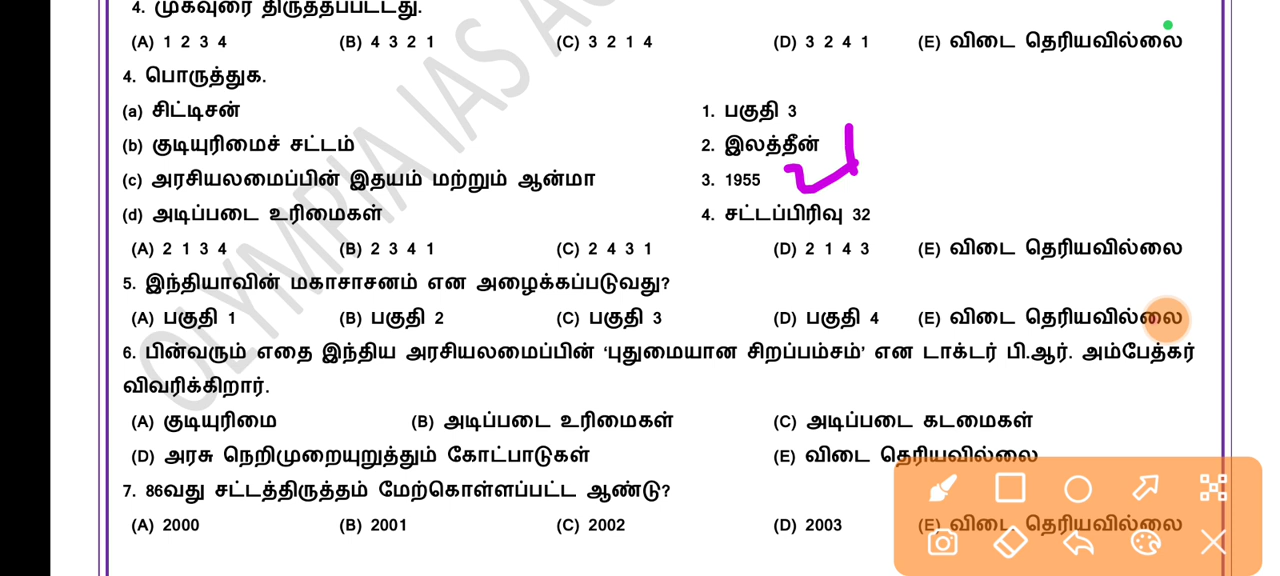 4. முகவுரை திருத்தப்பட்டது.
(A) 1 2 3 4 (B) 4 3 2 1 (C) 3 2 1 4 (D) 3 2 4 1 (E) விடை தெரியவில்லை
4. பொருத்துக.
(a) சிட்டிசன் 1. பகுதி 3
(b) குடியுரிமைச் சட்டம் 2. இலத்தீன்
(c) அரசியலமைப்பின் இதயம் மற்றும் ஆன்மா 3. 1955
(d) அடிப்படை உரிமைகள் 4. சட்டப்பிரிவு 32
(A) 2 1 3 4 (B) 2 3 4 1 (C) 2 4 3 1 (D) 2 1 4 3 (E) விடை தெரியவில்லை
5. இந்தியாவின் மகாசாசனம் என அழைக்கப்படுவது?
(A) பகுதி 1 (B) பகுதி 2 (C) பகுதி 3 (D) பகுதி 4 (E) விடை தெரியவில்லை
6. பின்வரும் எதை இந்திய அரசியலமைப்பின் ‘புதுமையான சிறப்பம்சம்’ என டாக்டர் பி.ஆர். அம்பேத்கர்
விவரிக்கிறார்.
(A) குடியுரிமை (B) அடிப்படை உரிமைகள் (C) அடிப்படை கடமைகள்
(D) அரசு நெறிமுறையுறுத்தும் கோட்பாடுகள் (E) விடை தெரியவில்லை
7. 86வது சட்டத்திருத்தம் மேற்கொள்ளப்பட்ட ஆண்டு?
(A) 2000 (B) 2001 (C) 2002 (D) 2003 (E) விடை தெரியவில்லை
OLYMPIA IAS